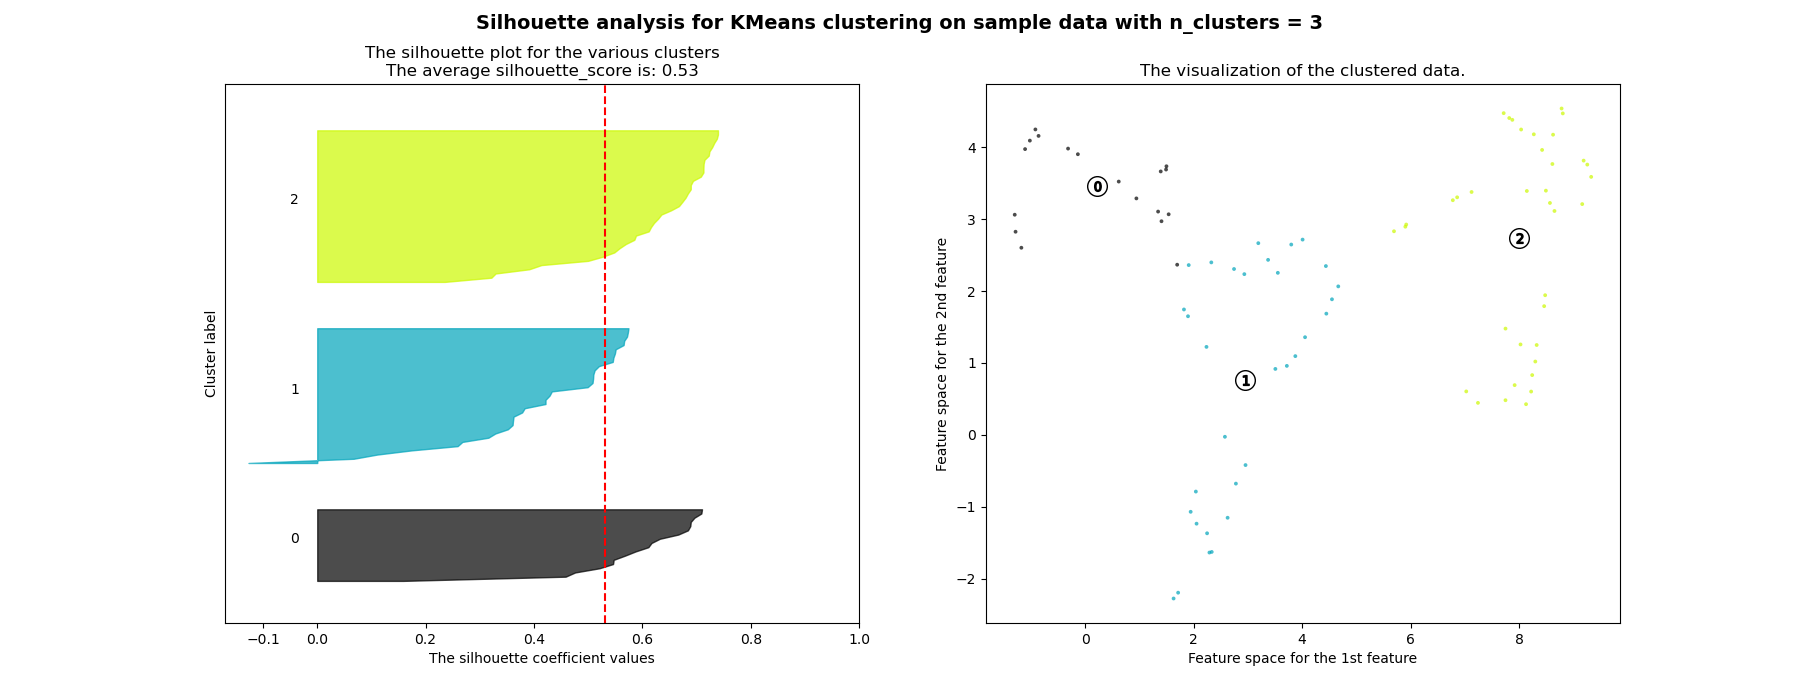 Silhouette analysis for KMeans clustering on sample data with n_clusters = 3
The silhouette plot for the various clusters
The average silhouette_score is: 0.53
2
1
0
Cluster label
−0.1 0.0 0.2 0.4 0.6 0.8 1.0
The silhouette coefficient values
The visualization of the clustered data.
4
3
2
1
0
−1
−2
Feature space for the 2nd feature
0
2
1
0 2 4 6 8
Feature space for the 1st feature